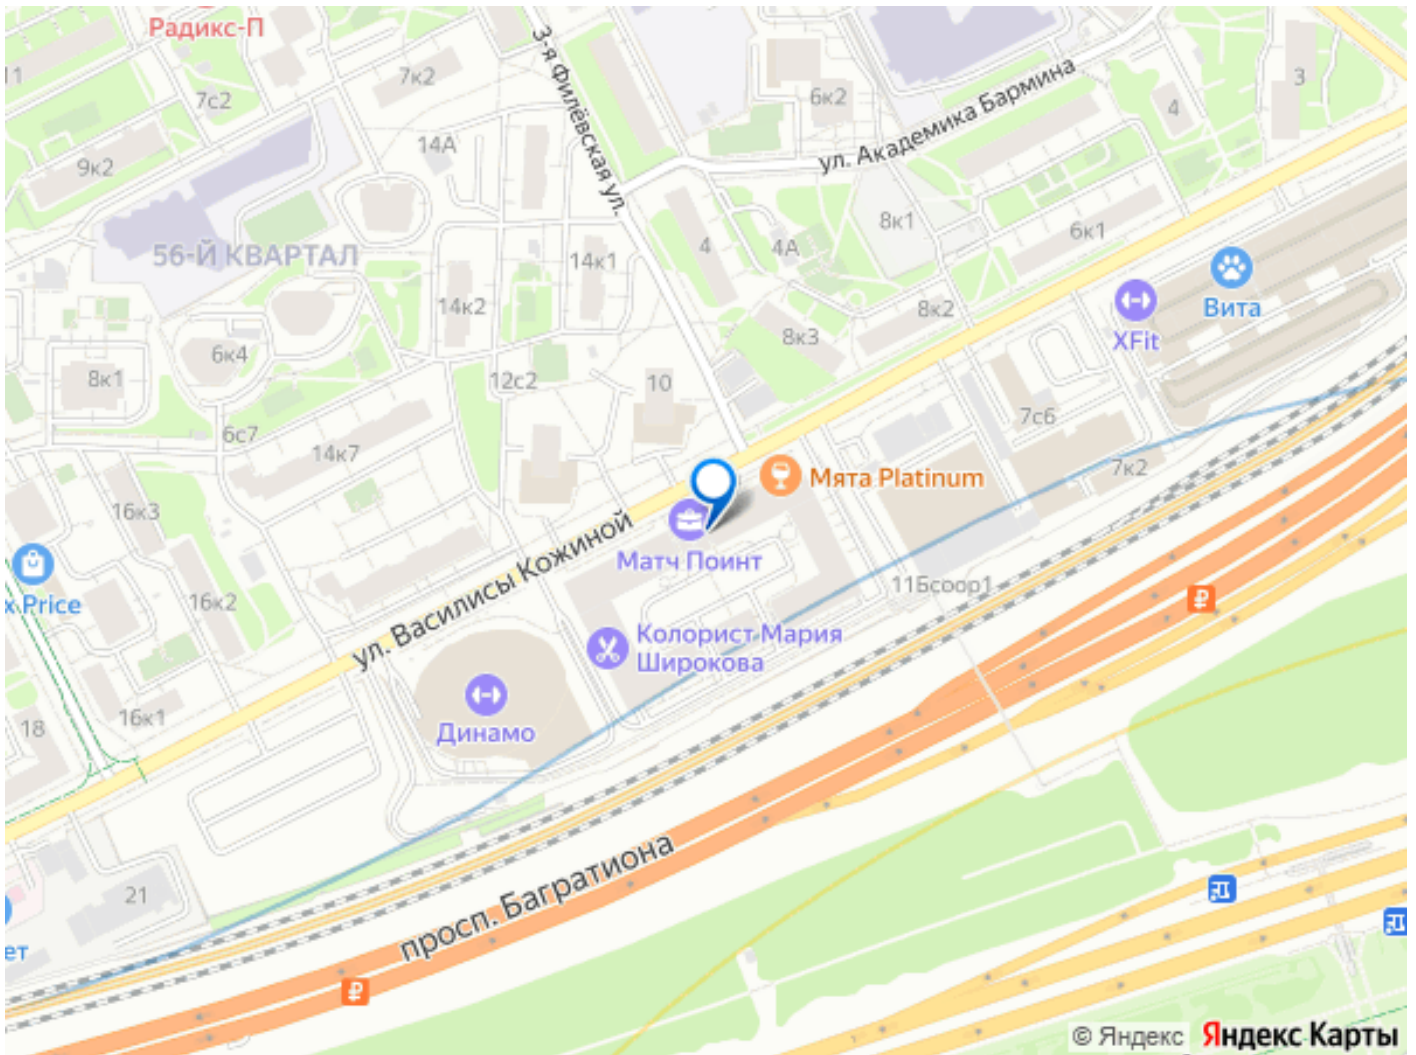 Радикс-П
11
7к2
7с2
9к2
14А
56-Й КВАРТАЛ
3-я Филёвская ул.
6к2
ул. Академика Бармина
4
3
8к1
6к1
4
4А
14к1
14к2
6к4
8к1
6с7
12с2
14к7
10
8к3
8к2
Вита
XFit
7с6
7к2
Мята Platinum
Матч Поинт
ул. Василисы Кожиной
16к3
16к2
x Price
11Бсоор1
Колорист Мария
Широкова
Динамо
18
16к1
21
ет
просп. Багратиона
© Яндекс Яндекс Карты